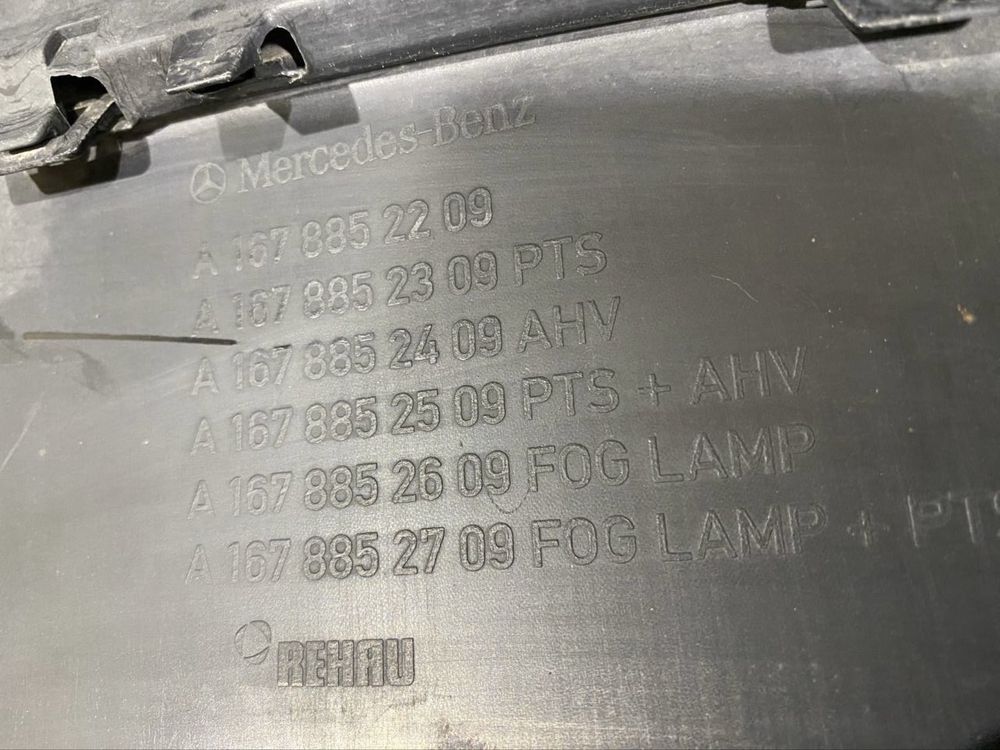 Mercedes-Benz
A 167 885 22 09
A 167 885 23 09 PTS
A 167 885 24 09 AHV
A 167 885 25 09 PTS + AHV
A 167 885 26 09 FOG LAMP
A 167 885 27 09 FOG LAMP + PTS
REHAU